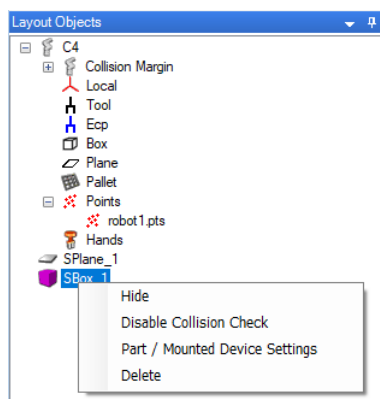 Layout Objects
C4
Collision Margin
Local
Tool
Ecp
Box
Plane
Pallet
Points
robot1.pts
Hands
SPlane_1
SBox_1
Hide
Disable Collision Check
Part / Mounted Device Settings
Delete